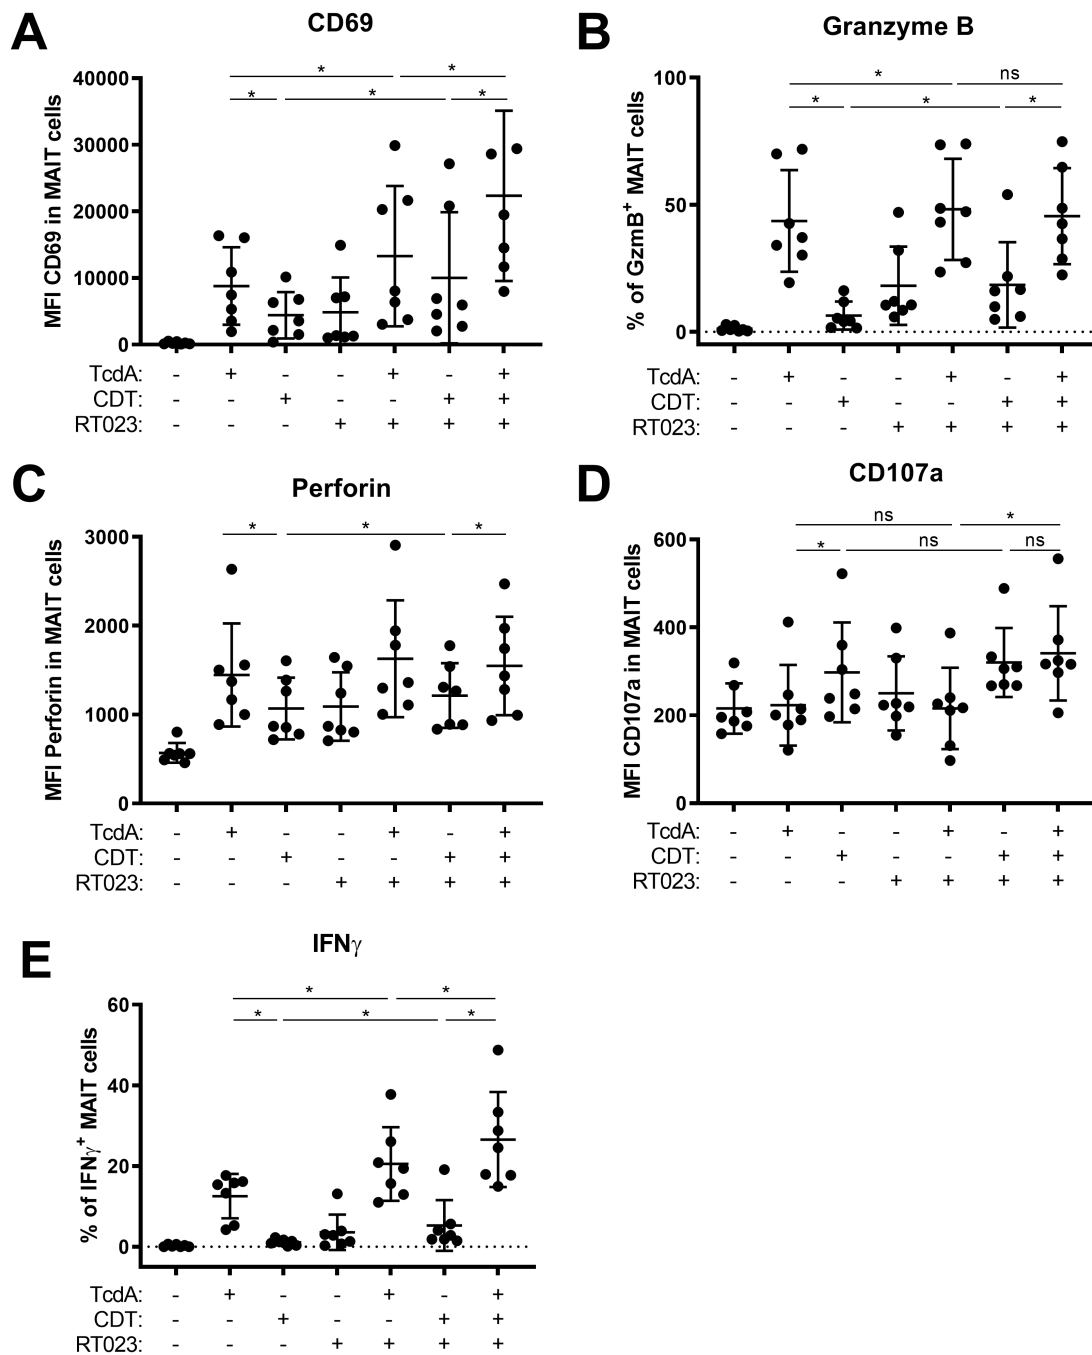 A
CD69
MFI CD69 in MAIT cells
40000
30000
20000
10000
0
* *
* * *
TcdA: - + - - + - +
CDT: - - + - - + +
RT023: - - - + + + +
B
Granzyme B
% of GzmB+ MAIT cells
100
50
0
* ns
* * *
TcdA: - + - - + - +
CDT: - - + - - + +
RT023: - - - + + + +
C
Perforin
MFI Perforin in MAIT cells
3000
2000
1000
0
* * *
TcdA: - + - - + - +
CDT: - - + - - + +
RT023: - - - + + + +
D
CD107a
MFI CD107a in MAIT cells
600
400
200
0
ns *
* ns ns
TcdA: - + - - + - +
CDT: - - + - - + +
RT023: - - - + + + +
E
IFNγ
% of IFNγ+ MAIT cells
60
40
20
0
* *
* * *
TcdA: - + - - + - +
CDT: - - + - - + +
RT023: - - - + + + +